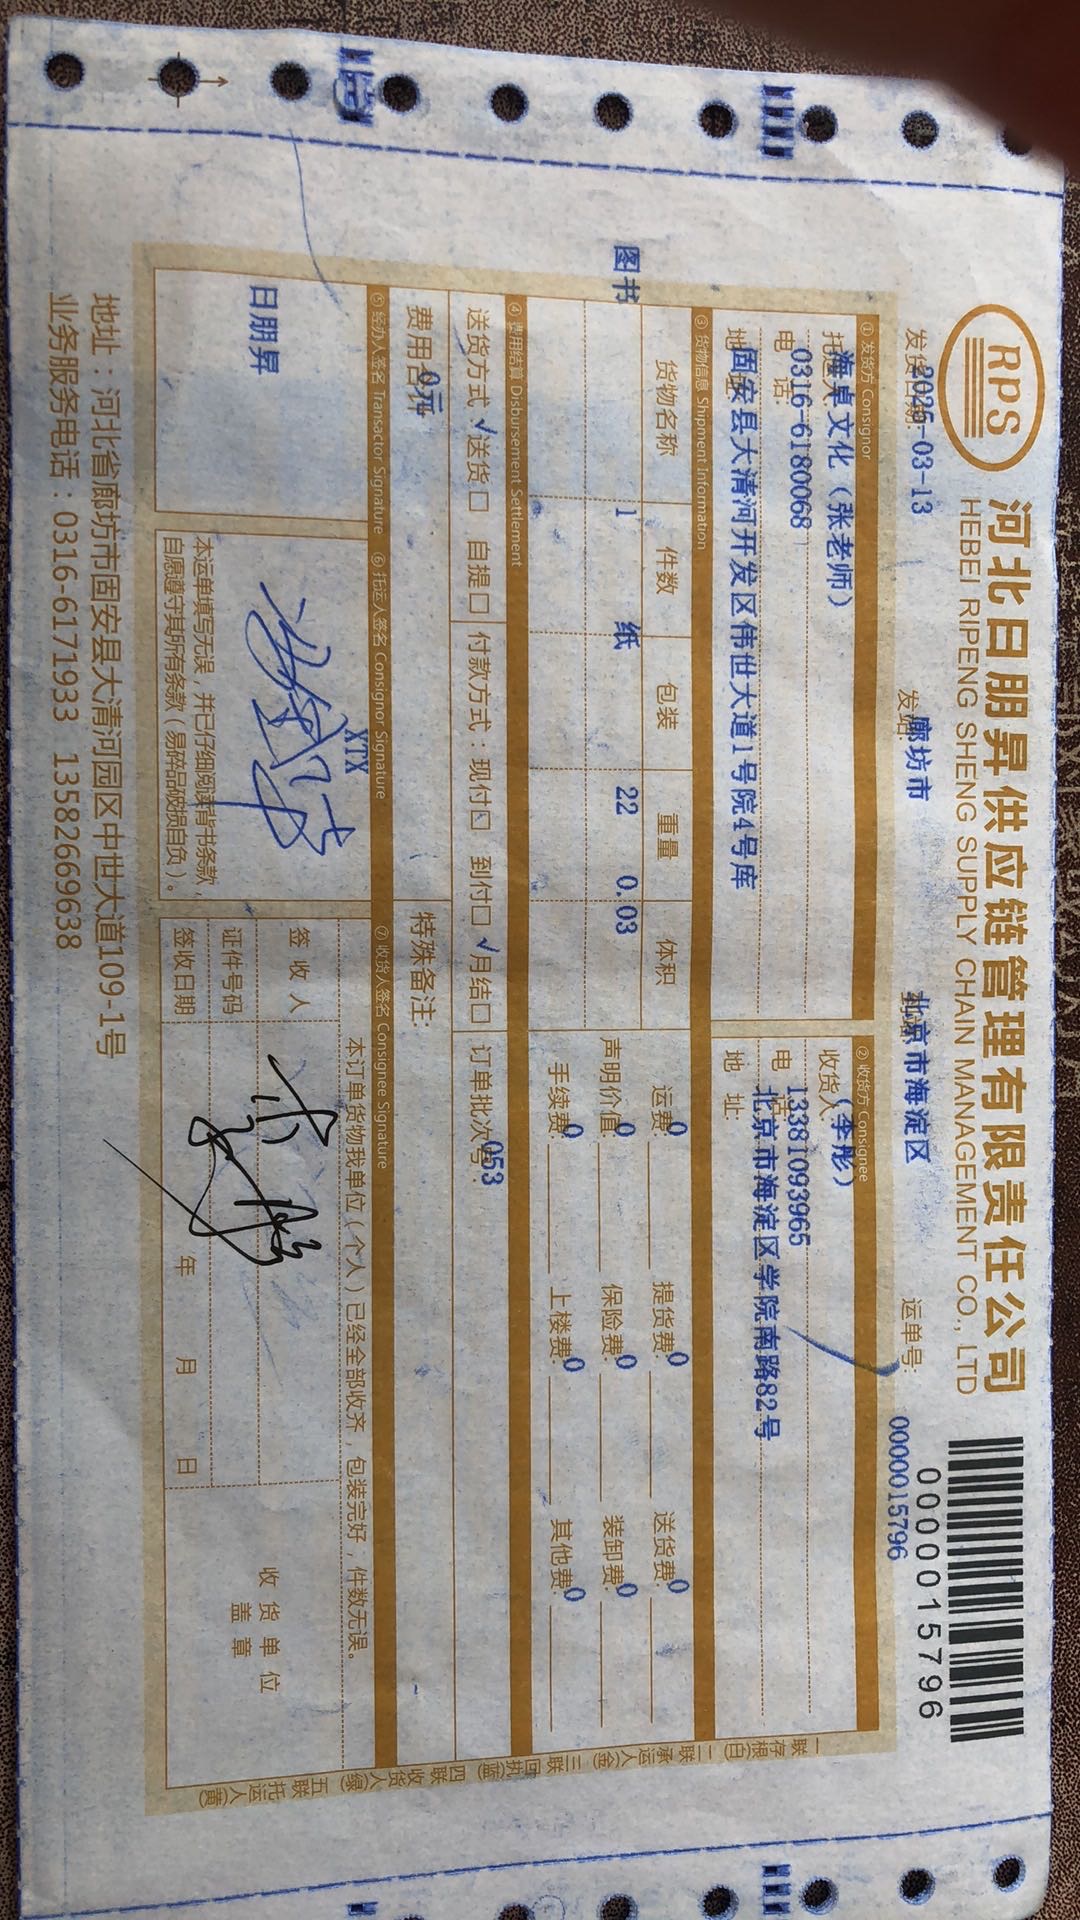 RPS
河北日朋昇供应链管理有限责任公司
HEBEI RIPENG SHENG SUPPLY CHAIN MANAGEMENT CO., LTD
0000015796
发货日期: 2025-03-13 发站: 廊坊市 北京市海淀区 运单号: 0000015796
① 发货方 Consignor
托运人: 海卓文化 (张老师)
电话: 0316-6180068
地址: 固安县大清河开发区伟世大道1号院4号库
② 收货方 Consignee
收货人: (李彤)
电话: 13381093965
地址: 北京市海淀区学院南路82号
③ 货物信息 Shipment Information
货物名称 件数 包装 重量 体积
图书 1 纸 22 0.03
运费: 0 提货费: 0 送货费: 0
声明价值: 0 保险费: 0 装卸费: 0
手续费: 0 上楼费: 0 其他费: 0
④ 费用结算 Disbursement Settlement
送货方式 √送货□ 自提□ 付款方式：现付□ 到付□ √月结□ 订单批次号: 053
费用合计: 0元
特殊备注:
⑤ 经办人签名 Transactor Signature
日朋昇
⑥ 托运人签名 Consignor Signature
XTX
本运单填写无误，并已仔细阅读背书条款，
自愿遵守其所有条款（易碎品破损自负）。
⑦ 收货人签名 Consignee Signature
本订单货物我单位（个人）已经全部收齐，包装完好，件数无误。
签收人
证件号码
签收日期 年 月 日
收货单位
盖章
一联存根(白) 二联承运人(金) 三联回执(蓝) 四联收货人(绿) 五联托运人(黄)
地址：河北省廊坊市固安县大清河园区中世大道109-1号
业务服务电话：0316-6171933 13582669638